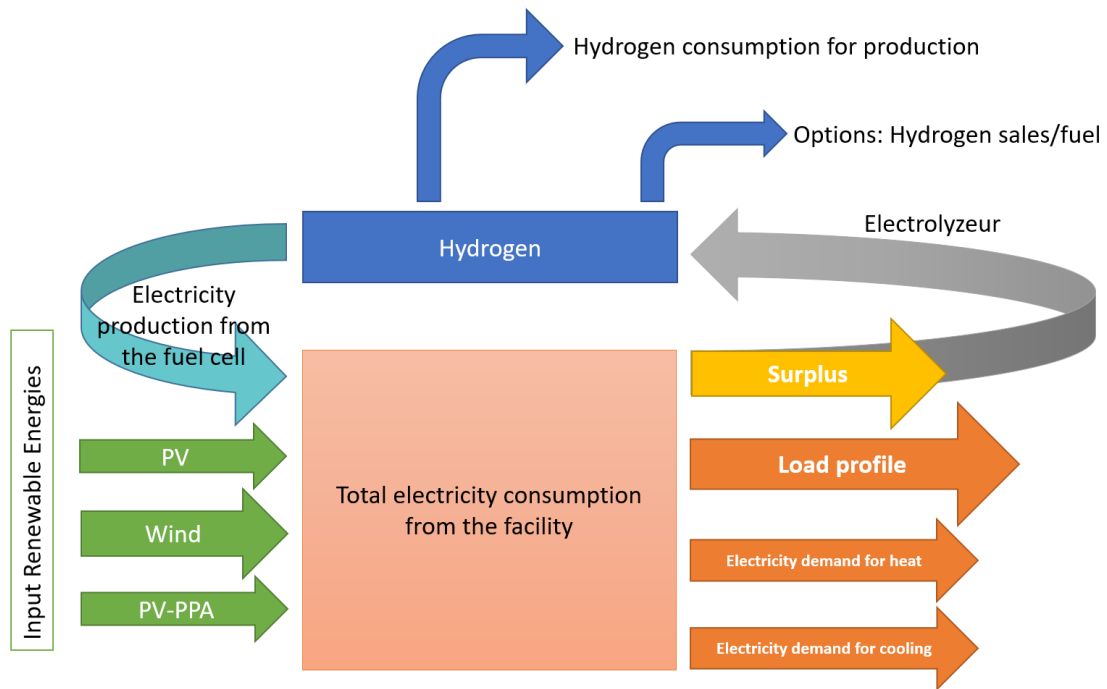 Hydrogen consumption for production
Options: Hydrogen sales/fuel
Hydrogen
Electrolyzeur
Electricity
production from
the fuel cell
Input Renewable Energies
PV
Wind
PV-PPA
Total electricity consumption
from the facility
Surplus
Load profile
Electricity demand for heat
Electricity demand for cooling